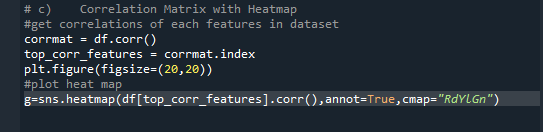 # c)    Correlation Matrix with Heatmap
#get correlations of each features in dataset
corrmat = df.corr()
top_corr_features = corrmat.index
plt.figure(figsize=(20,20))
#plot heat map
g=sns.heatmap(df[top_corr_features].corr(),annot=True,cmap="RdYlGn")